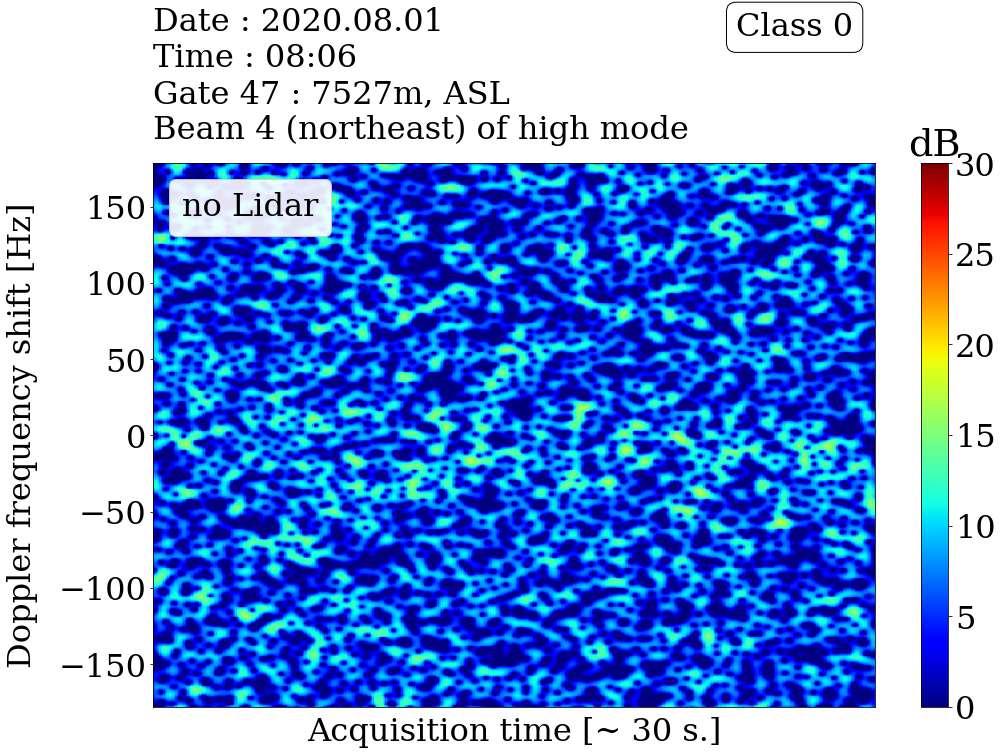 Date : 2020.08.01
Class 0
Time : 08:06
Gate 47 : 7527m, ASL
Beam 4 (northeast) of high mode
dB
no Lidar
Doppler frequency shift [Hz]
150
100
50
0
−50
−100
−150
30
25
20
15
10
5
0
Acquisition time [~ 30 s.]